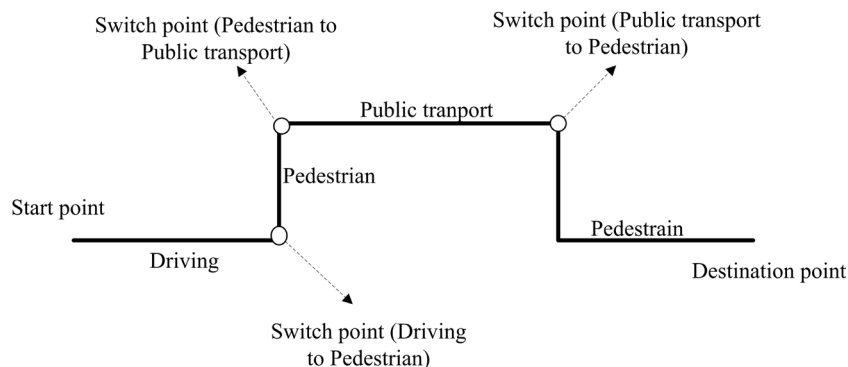 Switch point (Pedestrian to
Public transport)
Switch point (Public transport
to Pedestrian)
Public tranport
Pedestrian
Start point
Pedestrain
Driving
Destination point
Switch point (Driving
to Pedestrian)